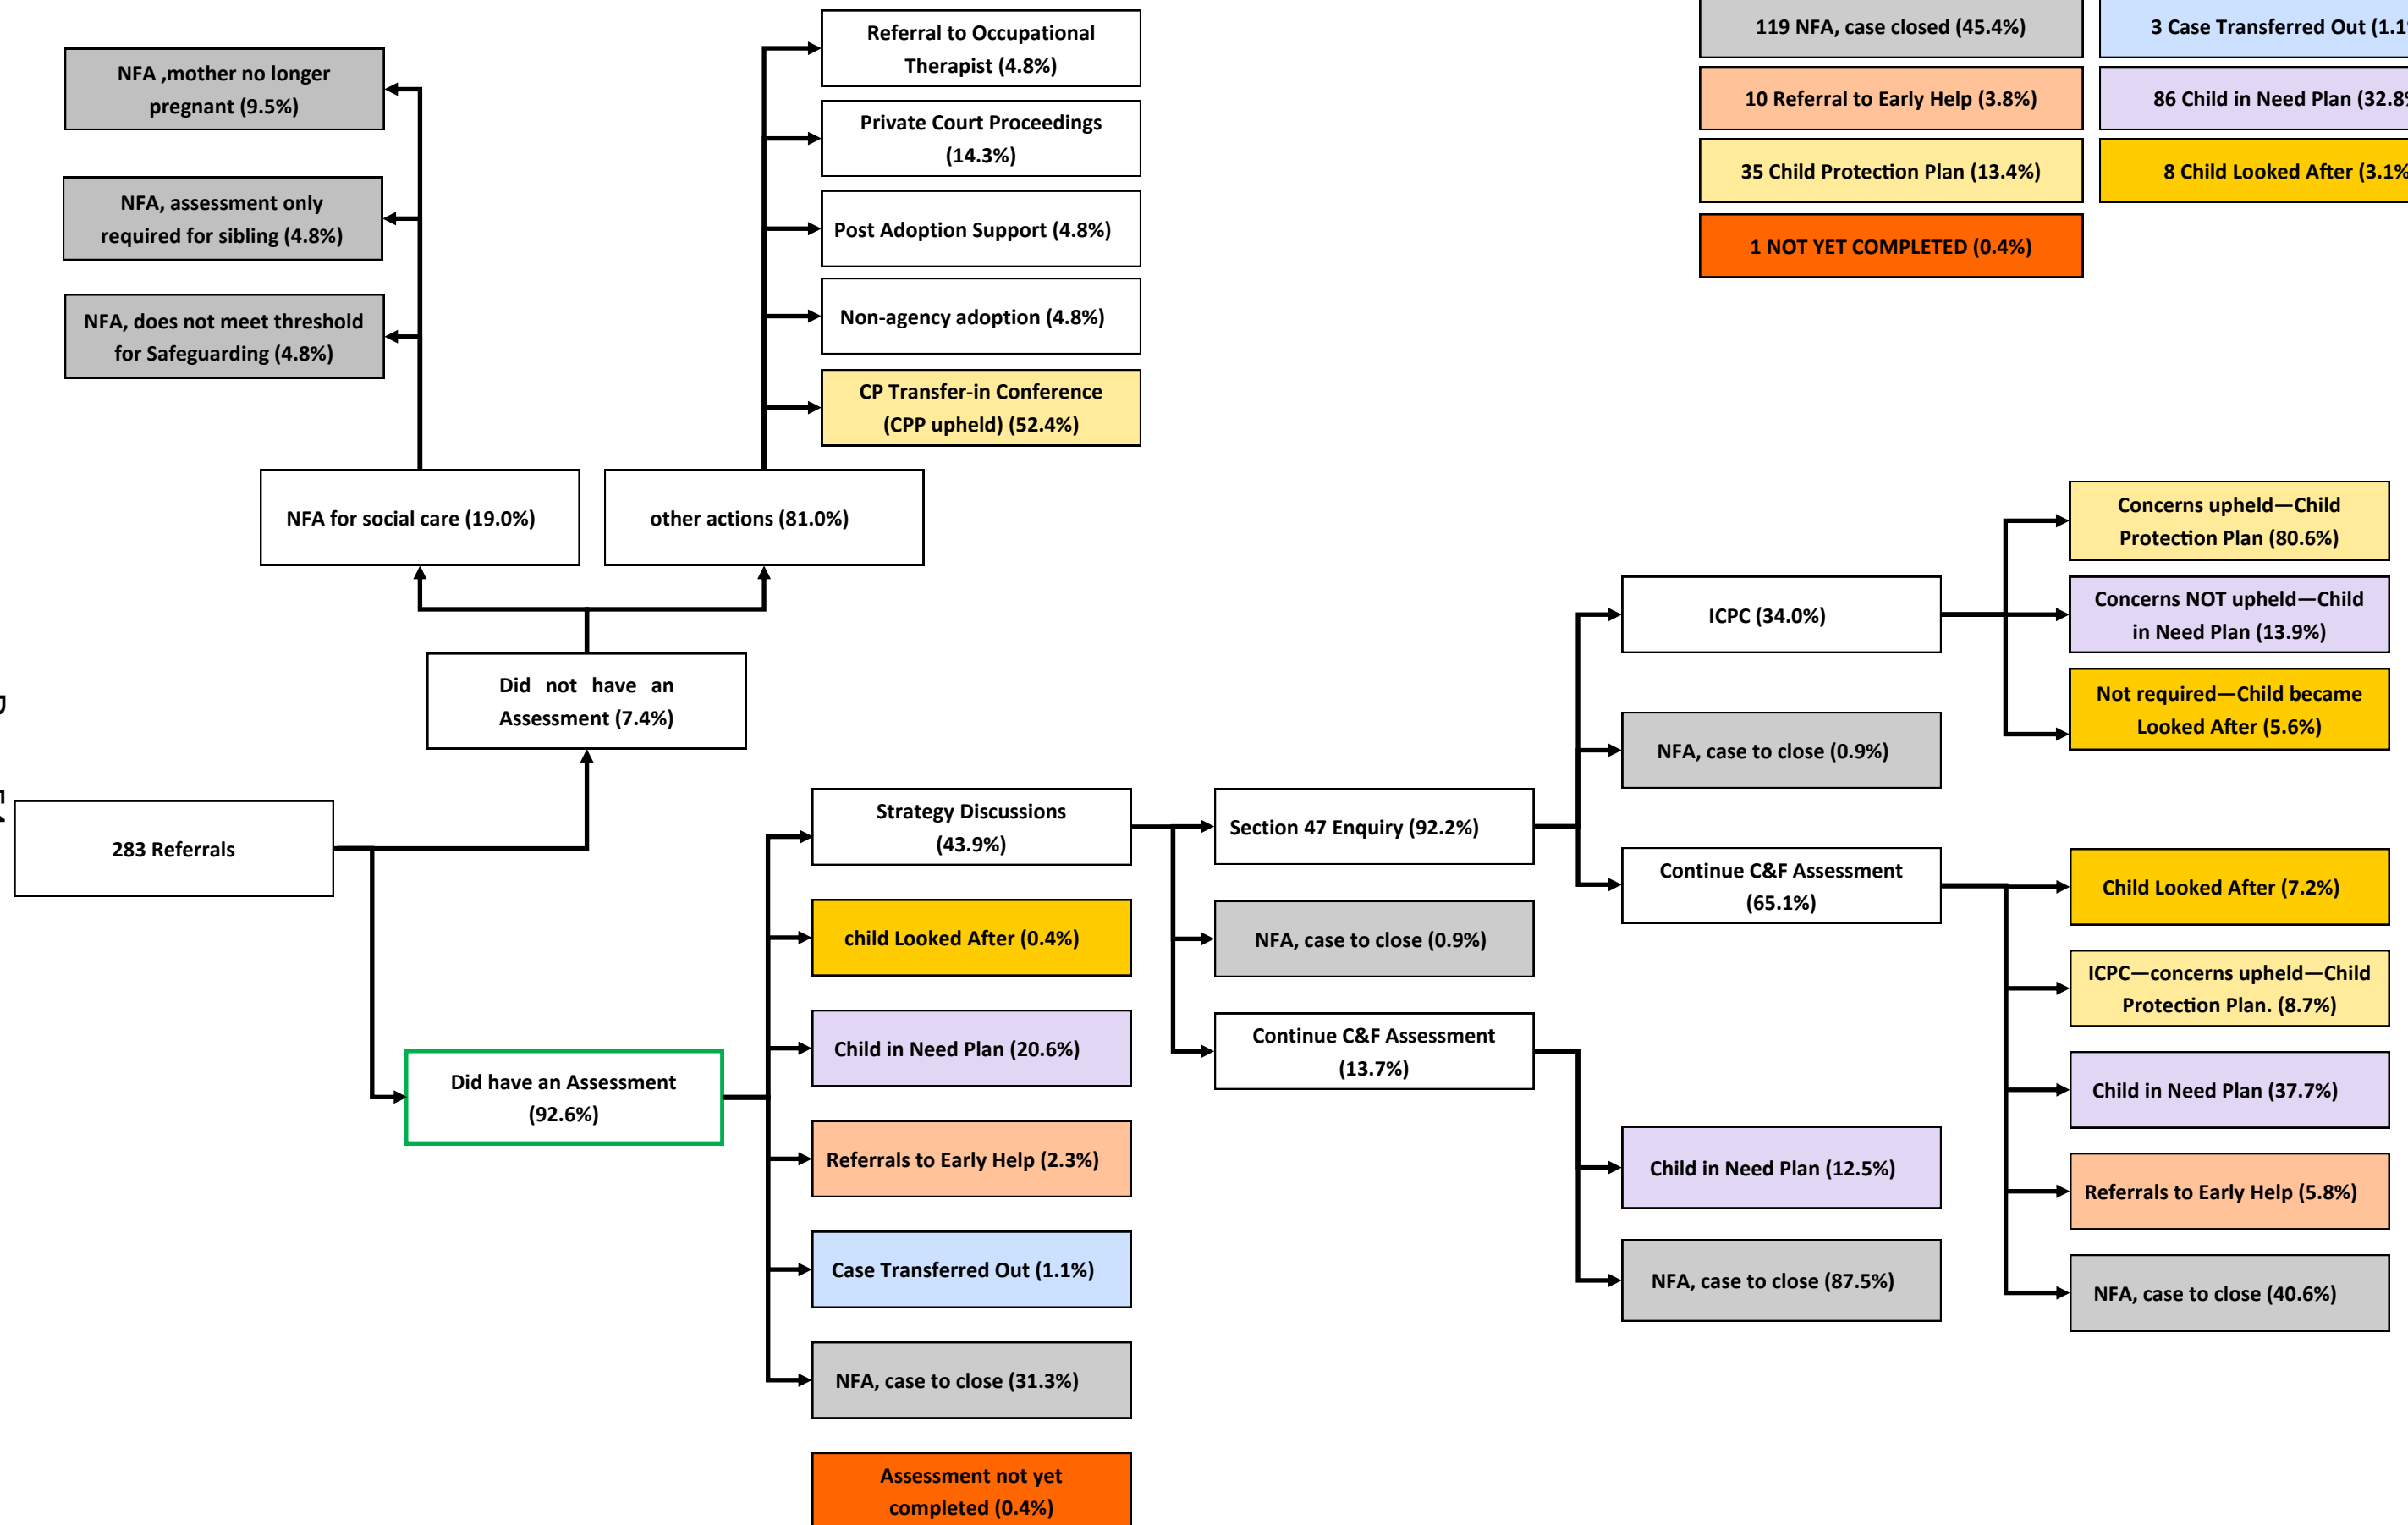 Referral to Occupational
Therapist (4.8%)
119 NFA, case closed (45.4%)
3 Case Transferred Out (1.1%
NFA ,mother no longer
pregnant (9.5%)
10 Referral to Early Help (3.8%)
86 Child in Need Plan (32.8%
Private Court Proceedings
(14.3%)
35 Child Protection Plan (13.4%)
8 Child Looked After (3.1%
NFA, assessment only
required for sibling (4.8%)
Post Adoption Support (4.8%)
1 NOT YET COMPLETED (0.4%)
NFA, does not meet threshold
for Safeguarding (4.8%)
Non-agency adoption (4.8%)
CP Transfer-in Conference
(CPP upheld) (52.4%)
NFA for social care (19.0%)
other actions (81.0%)
Did not have an
Assessment (7.4%)
283 Referrals
Did have an Assessment
(92.6%)
Strategy Discussions
(43.9%)
child Looked After (0.4%)
Child in Need Plan (20.6%)
Referrals to Early Help (2.3%)
Case Transferred Out (1.1%)
NFA, case to close (31.3%)
Assessment not yet
completed (0.4%)
Section 47 Enquiry (92.2%)
NFA, case to close (0.9%)
Continue C&F Assessment
(13.7%)
ICPC (34.0%)
NFA, case to close (0.9%)
Continue C&F Assessment
(65.1%)
Child in Need Plan (12.5%)
NFA, case to close (87.5%)
Concerns upheld—Child
Protection Plan (80.6%)
Concerns NOT upheld—Child
in Need Plan (13.9%)
Not required—Child became
Looked After (5.6%)
Child Looked After (7.2%)
ICPC—concerns upheld—Child
Protection Plan. (8.7%)
Child in Need Plan (37.7%)
Referrals to Early Help (5.8%)
NFA, case to close (40.6%)